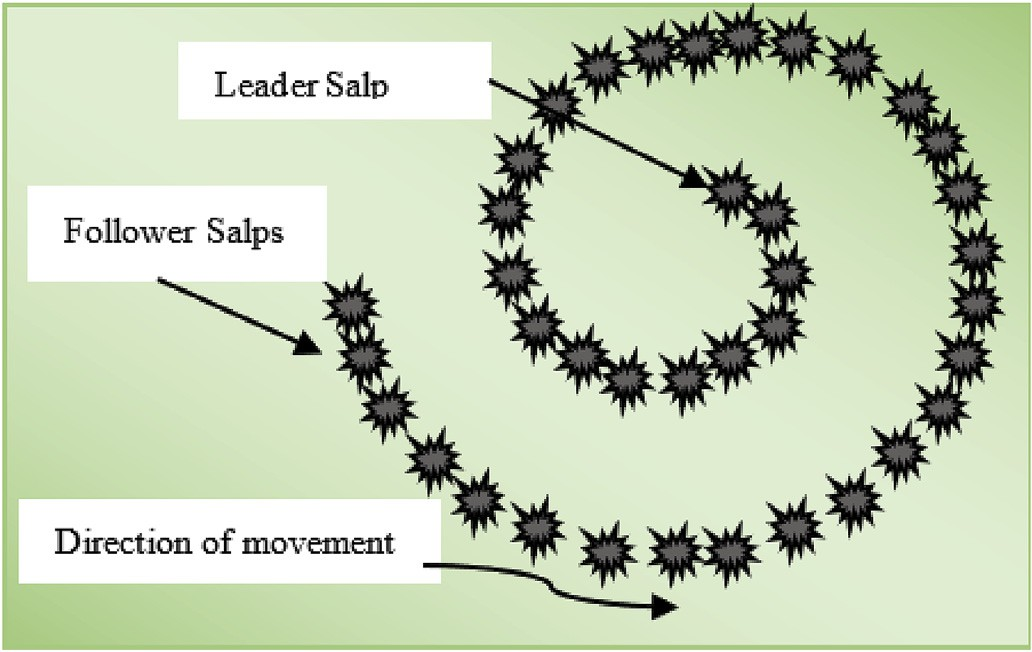 Leader Salp
Follower Salps
Direction of movement